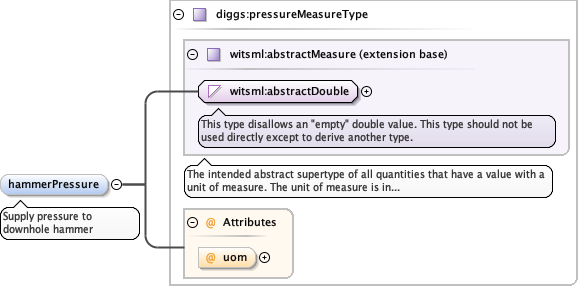 diggs:pressureMeasureType
witsml:abstractMeasure (extension base)
witsml:abstractDouble
This type disallows an "empty" double value. This type should not be
used directly except to derive another type.
The intended abstract supertype of all quantities that have a value with a
unit of measure. The unit of measure is in...
hammerPressure
Supply pressure to
downhole hammer
@ Attributes
@ uom